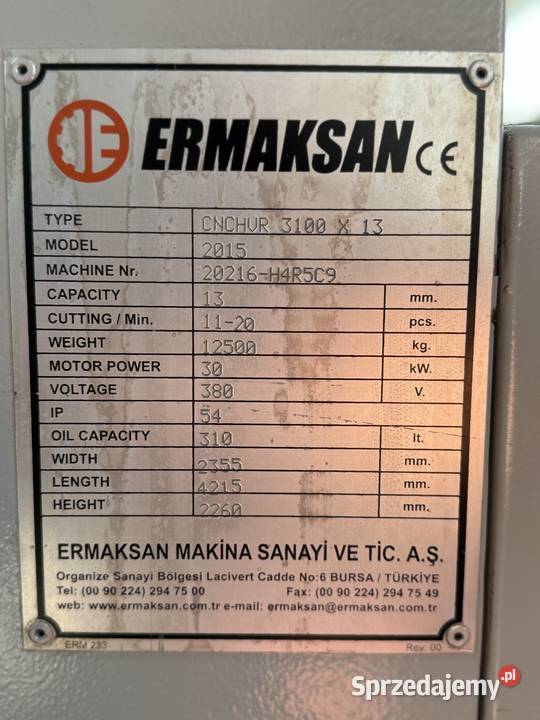 ERMAKSAN CE
TYPE CNCHVR 3100 X 13
MODEL 2015
MACHINE Nr. 20216-H4R5C9
CAPACITY 13 mm.
CUTTING / Min. 11-20 pcs.
WEIGHT 12500 kg.
MOTOR POWER 30 kW.
VOLTAGE 380 V.
IP 54
OIL CAPACITY 310 lt.
WIDTH 2355 mm.
LENGTH 4215 mm.
HEIGHT 2260 mm.
ERMAKSAN MAKİNA SANAYİ VE TİC. A.Ş.
Organize Sanayi Bölgesi Lacivert Cadde No:6 BURSA / TÜRKİYE
Tel: (00 90 224) 294 75 00 Fax: (00 90 224) 294 75 49
web: www.ermaksan.com.tr e-mail: ermaksan@ermaksan.com.tr
ERM 233 Rev: 00
Sprzedajemy.pl